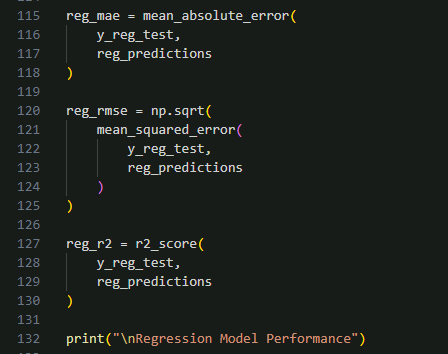 115 reg_mae = mean_absolute_error(
116     y_reg_test,
117     reg_predictions
118 )
119
120 reg_rmse = np.sqrt(
121     mean_squared_error(
122         y_reg_test,
123         reg_predictions
124     )
125 )
126
127 reg_r2 = r2_score(
128     y_reg_test,
129     reg_predictions
130 )
131
132 print("\nRegression Model Performance")